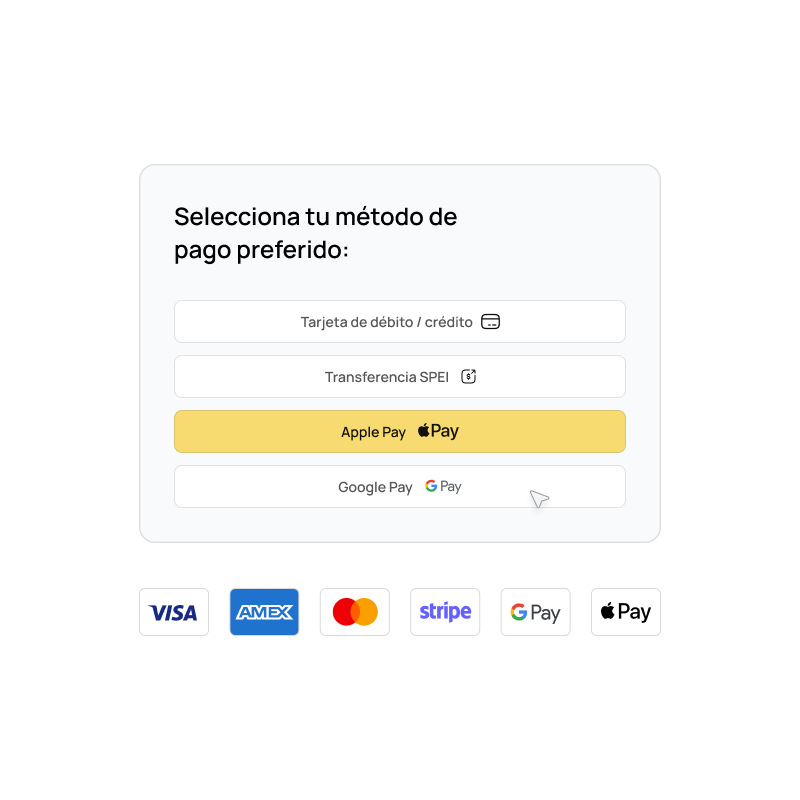 Selecciona tu método de
pago preferido:
Tarjeta de débito / crédito
Transferencia SPEI $
Apple Pay Pay
Google Pay G Pay
VISA AMEX stripe G Pay Pay